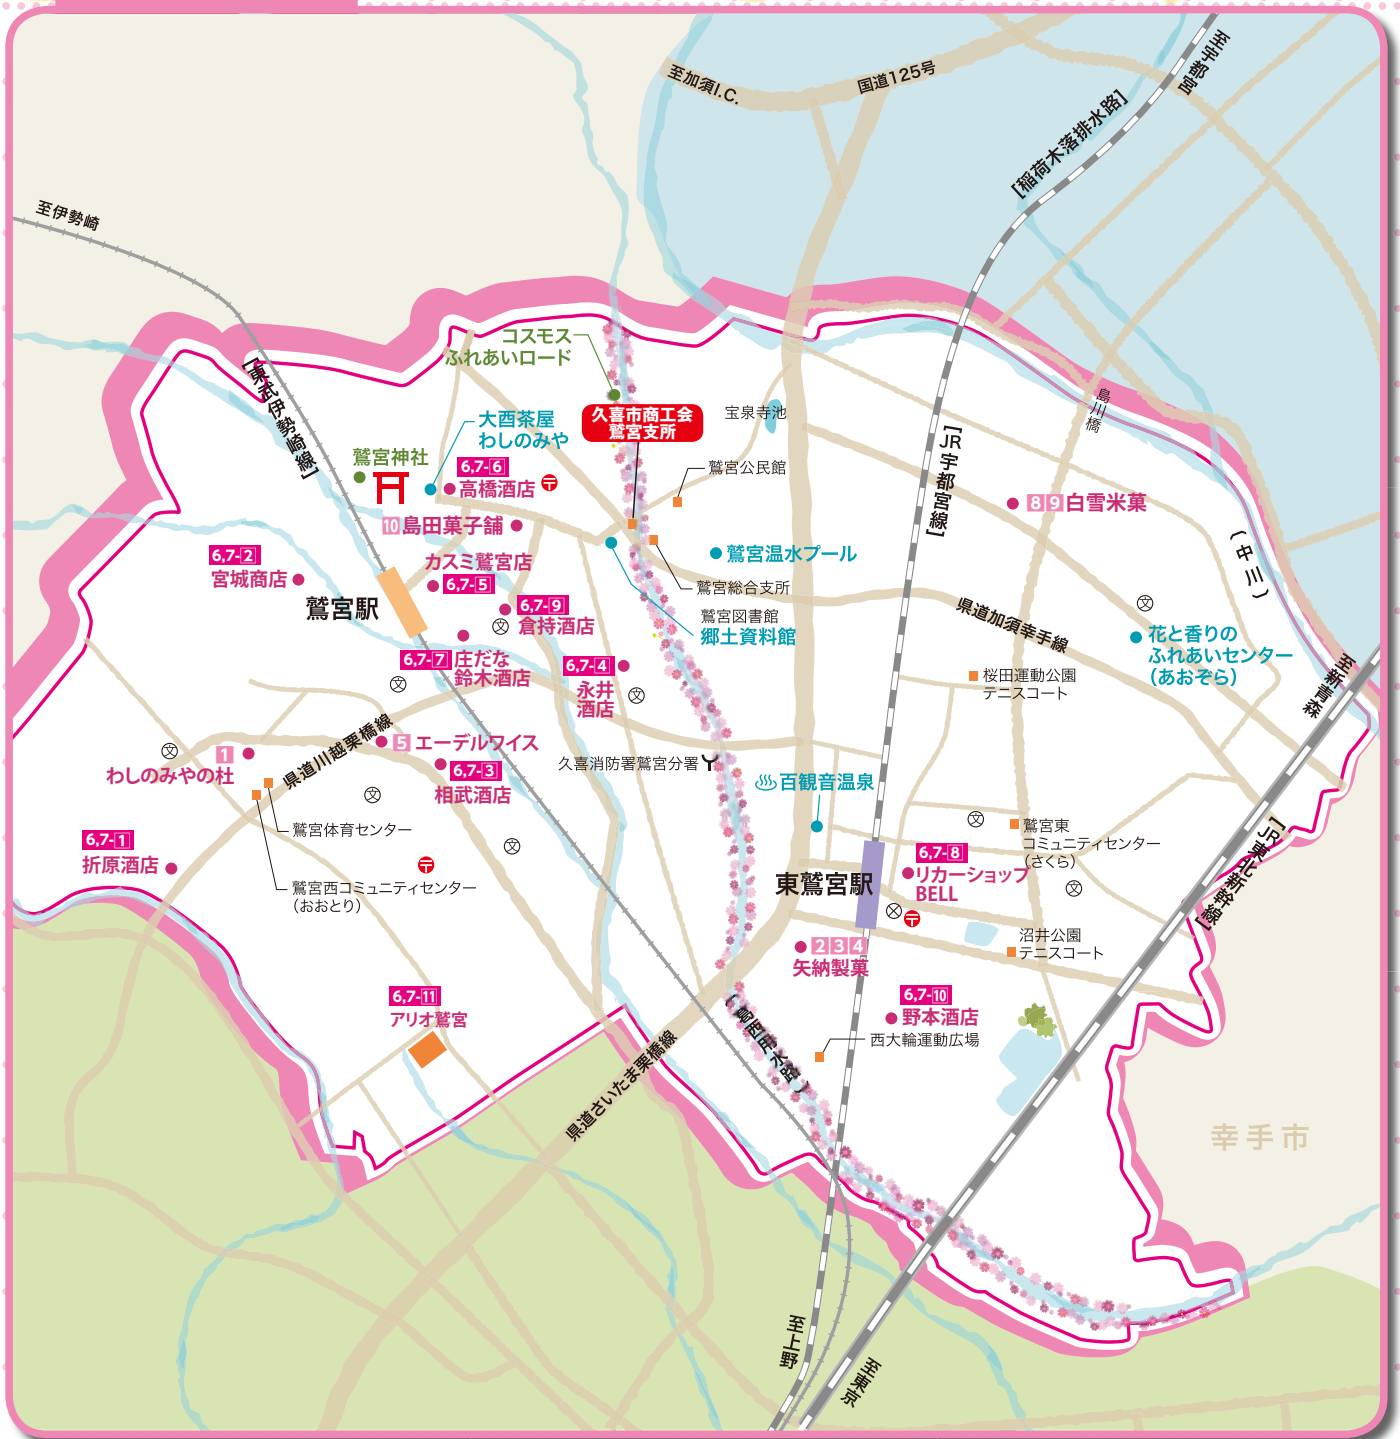 至加須I.C.
国道125号
至宇都宮
[稲荷木落排水路]
至伊勢崎
[東武伊勢崎線]
コスモス
ふれあいロード
久喜市商工会
鷲宮支所
宝泉寺池
島川橋
大酉茶屋
わしのみや
鷲宮神社
6,7-6
高橋酒店
〒
鷲宮公民館
[JR宇都宮線]
8 9 白雪米菓
10 島田菓子舗
(中川)
6,7-2
宮城商店
カスミ鷲宮店
6,7-5
鷲宮温水プール
鷲宮総合支所
鷲宮駅
6,7-9
倉持酒店
文
鷲宮図書館
郷土資料館
県道加須幸手線
文
花と香りの
ふれあいセンター
(あおぞら)
6,7-7 庄だな
鈴木酒店
文
6,7-4
永井
酒店
文
桜田運動公園
テニスコート
至新青森
文
1
わしのみやの杜
県道川越栗橋線
5 エーデルワイス
6,7-3
相武酒店
久喜消防署鷲宮分署
百観音温泉
文
鷲宮体育センター
文
文
鷲宮東
コミュニティセンター
(さくら)
[JR東北新幹線]
6,7-1
折原酒店
〒
鷲宮西コミュニティセンター
(おおとり)
東鷲宮駅
6,7-8
リカーショップ
BELL
文
〒
沼井公園
テニスコート
2 3 4
矢納製菓
6,7-11
アリオ鷲宮
6,7-10
野本酒店
(葛西用水路)
西大輪運動広場
県道さいたま栗橋線
幸手市
至上野
至東京